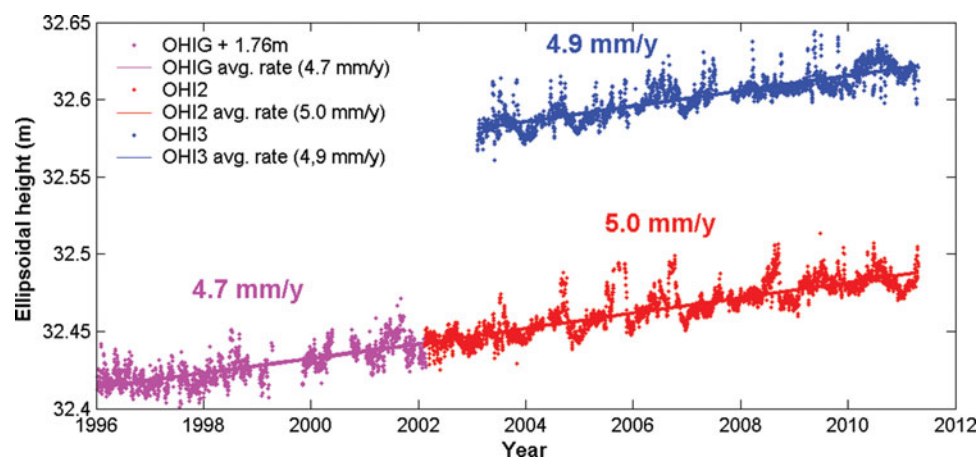 32.65
32.6
32.55
32.5
32.45
32.4
Ellipsoidal height (m)
OHIG + 1.76m
OHIG avg. rate (4.7 mm/y)
OHI2
OHI2 avg. rate (5.0 mm/y)
OHI3
OHI3 avg. rate (4,9 mm/y)
4.9 mm/y
5.0 mm/y
4.7 mm/y
1996 1998 2000 2002 2004 2006 2008 2010 2012
Year